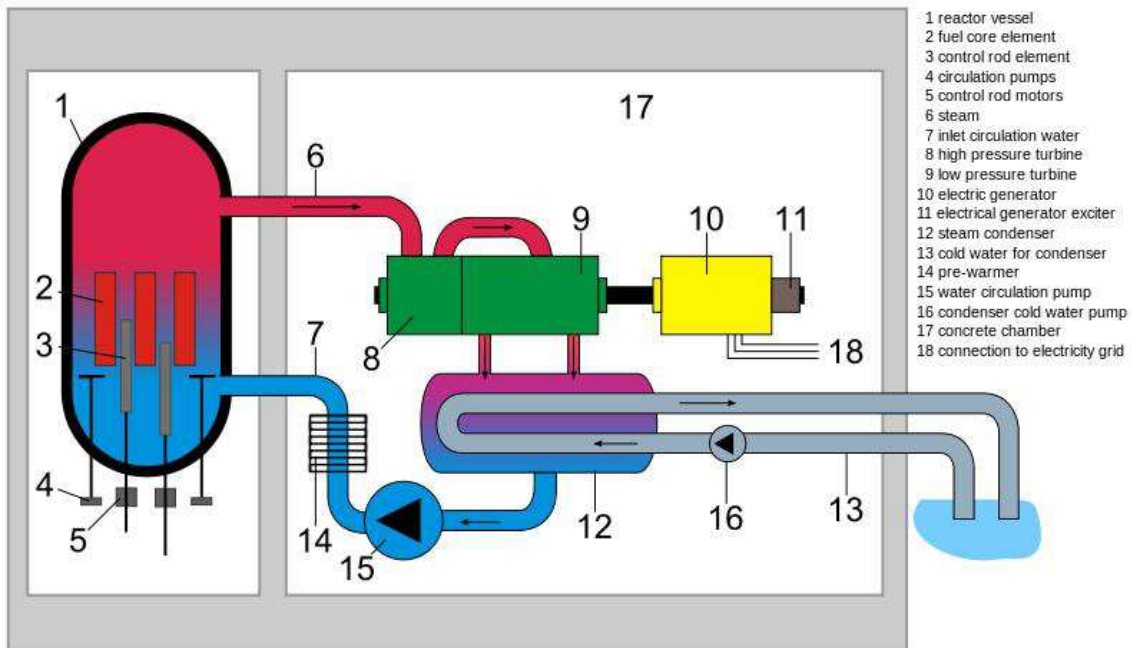 1 reactor vessel
2 fuel core element
3 control rod element
4 circulation pumps
5 control rod motors
6 steam
7 inlet circulation water
8 high pressure turbine
9 low pressure turbine
10 electric generator
11 electrical generator exciter
12 steam condenser
13 cold water for condenser
14 pre-warmer
15 water circulation pump
16 condenser cold water pump
17 concrete chamber
18 connection to electricity grid
1
17
6
9
10
11
2
3
7
8
18
4
5
14
15
12
16
13